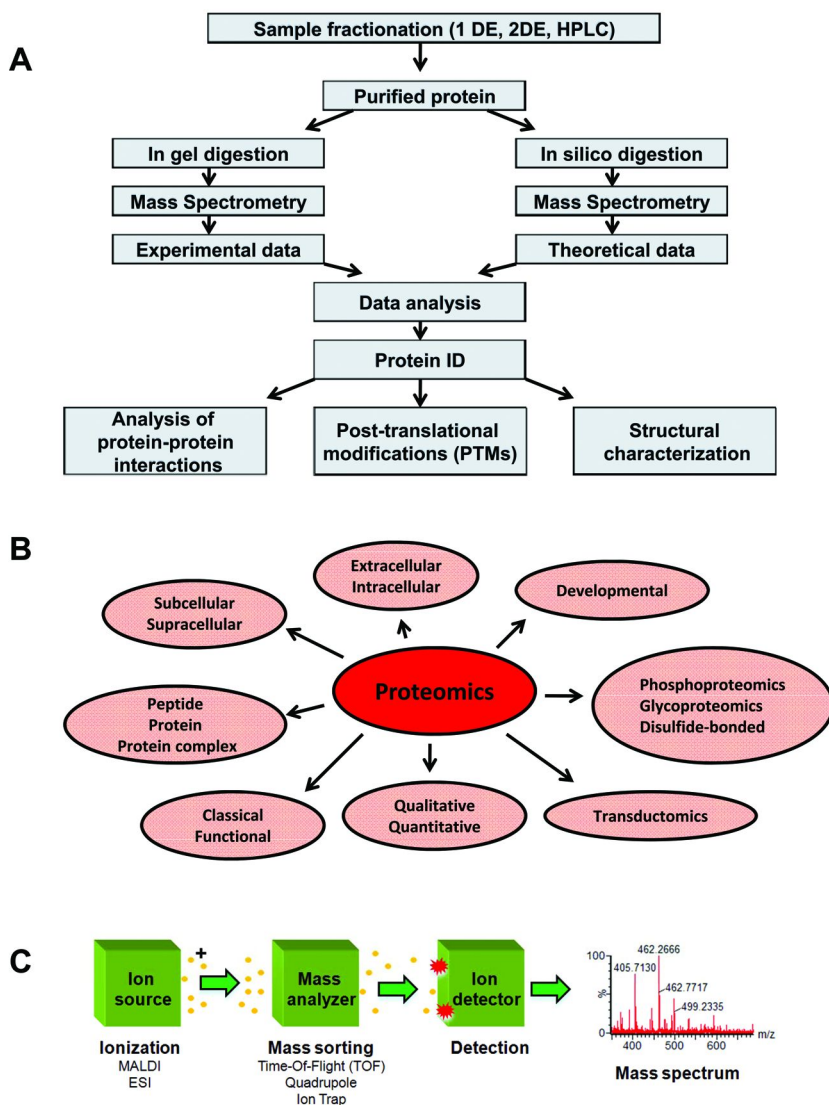 A
Sample fractionation (1 DE, 2DE, HPLC)
Purified protein
In gel digestion
In silico digestion
Mass Spectrometry
Mass Spectrometry
Experimental data
Theoretical data
Data analysis
Protein ID
Analysis of
protein-protein
interactions
Post-translational
modifications (PTMs)
Structural
characterization
B
Extracellular
Intracellular
Developmental
Subcellular
Supracellular
Proteomics
Phosphoproteomics
Glycoproteomics
Disulfide-bonded
Peptide
Protein
Protein complex
Classical
Functional
Qualitative
Quantitative
Transductomics
C
+
Ion
source
Mass
analyzer
Ion
detector
Ionization
MALDI
ESI
Mass sorting
Time-Of-Flight (TOF)
Quadrupole
Ion Trap
Detection
462.2666
405.7130
462.7717
499.2335
100
%
0
400 500 600
m/z
Mass spectrum